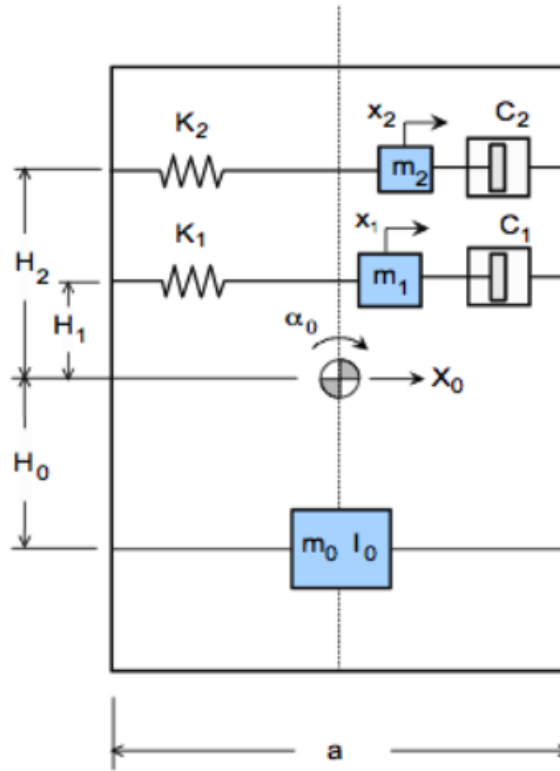 K₂
x₂
C₂
m₂
H₂
K₁
x₁
C₁
m₁
H₁
α₀
X₀
H₀
m₀ I₀
a